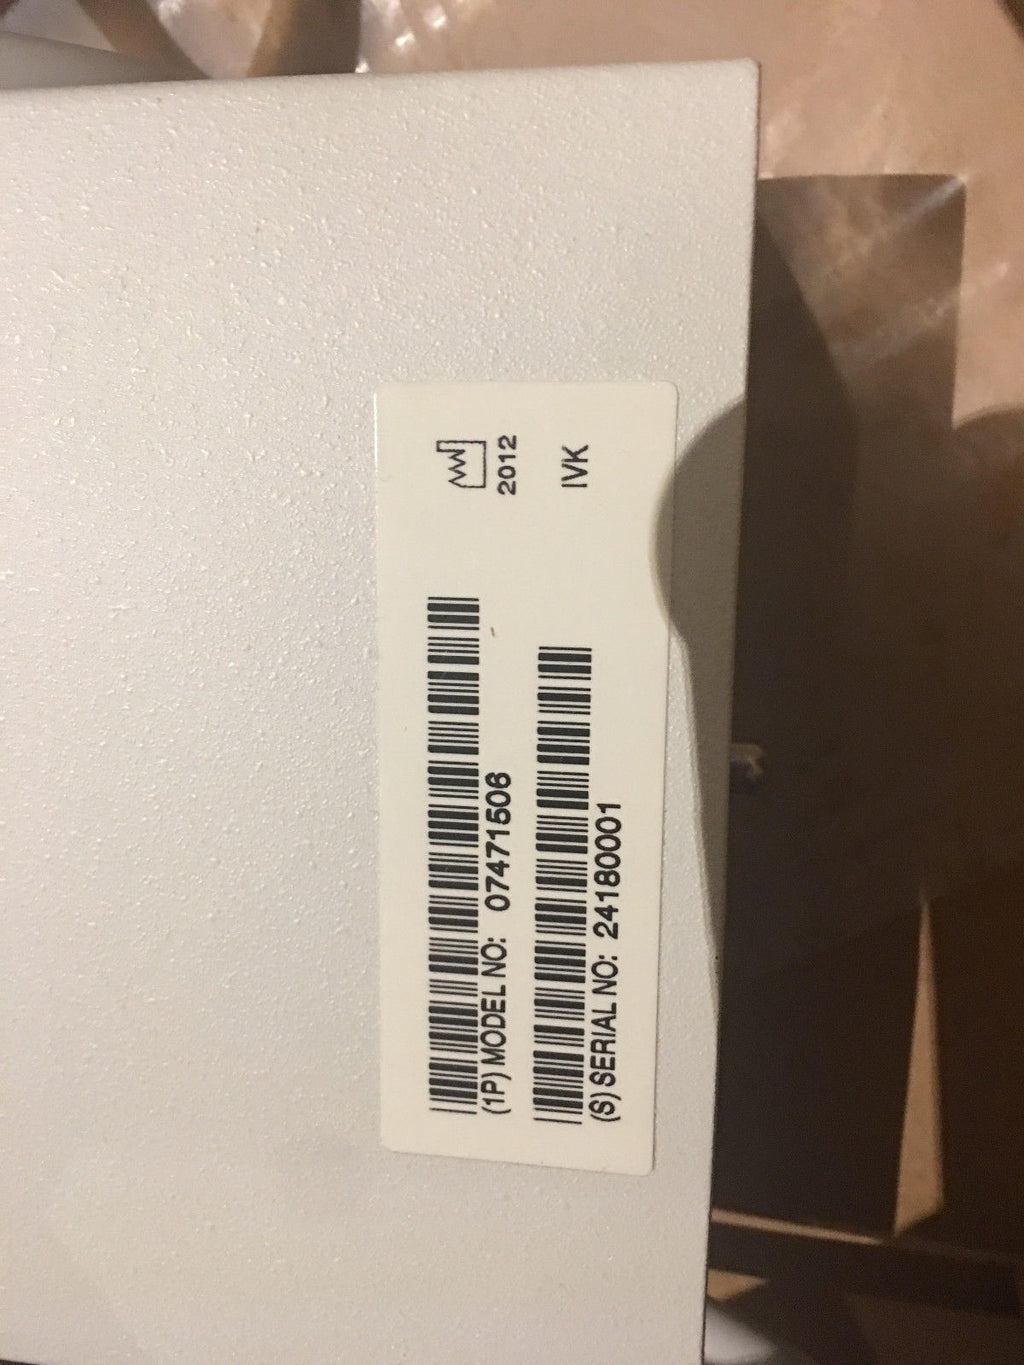 2012
(1P) MODEL NO: 07471506
IVK
(S) SERIAL NO: 24180001